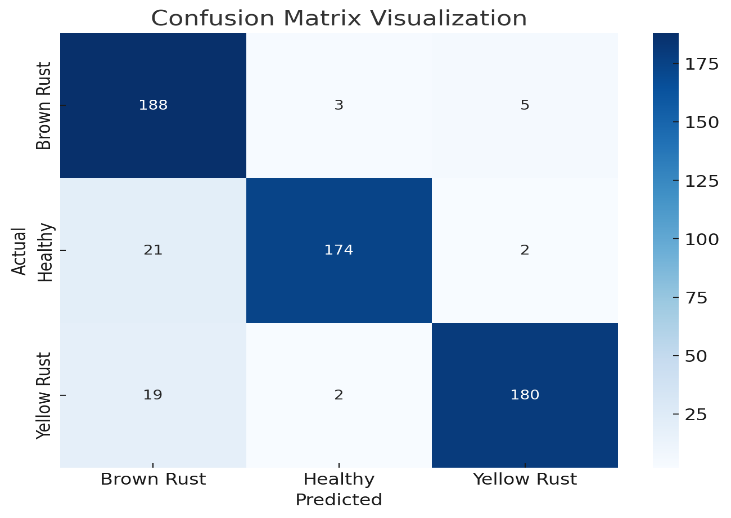 Confusion Matrix Visualization
Actual
Brown Rust
188
3
5
Healthy
21
174
2
Yellow Rust
19
2
180
Brown Rust
Healthy
Yellow Rust
Predicted
175
150
125
100
75
50
25